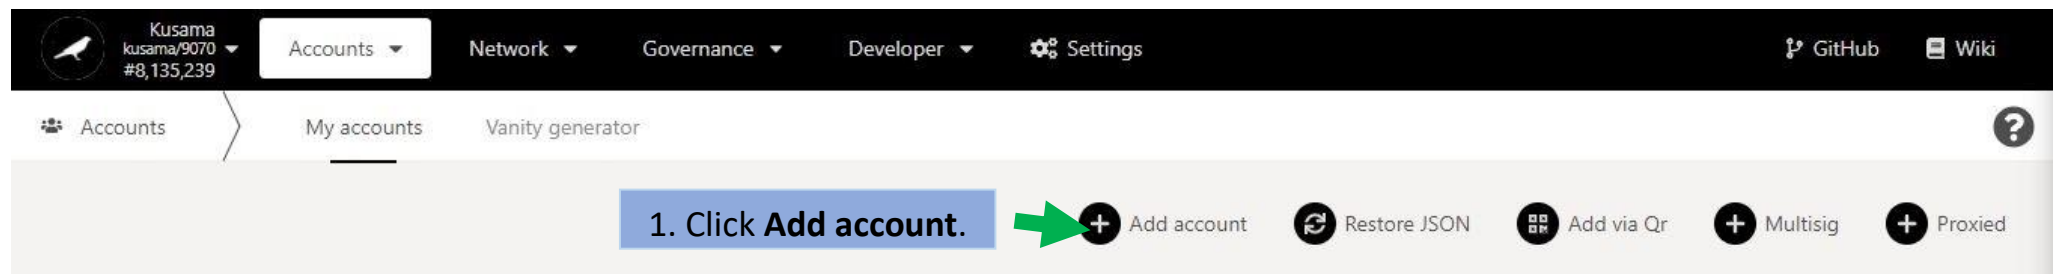 Kusama
kusama/9070
#8,135,239
Accounts
Network
Governance
Developer
Settings
GitHub
Wiki
Accounts
My accounts
Vanity generator
1. Click Add account.
Add account
Restore JSON
Add via Qr
Multisig
Proxied